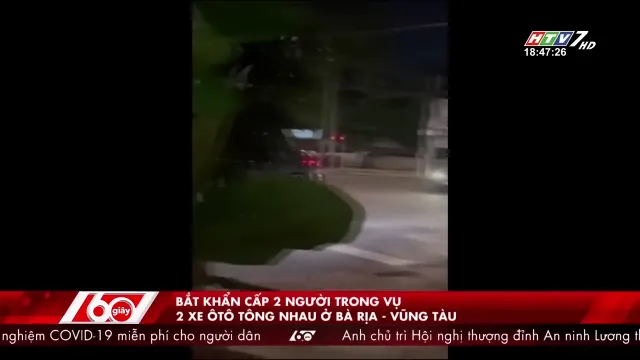 HTV7 HD
18:47:26
60 giây
BẮT KHẨN CẤP 2 NGƯỜI TRONG VỤ
2 XE ÔTÔ TÔNG NHAU Ở BÀ RỊA - VŨNG TÀU
nghiệm COVID-19 miễn phí cho người dân 60 giây Anh chủ trì Hội nghị thượng đỉnh An ninh Lương th